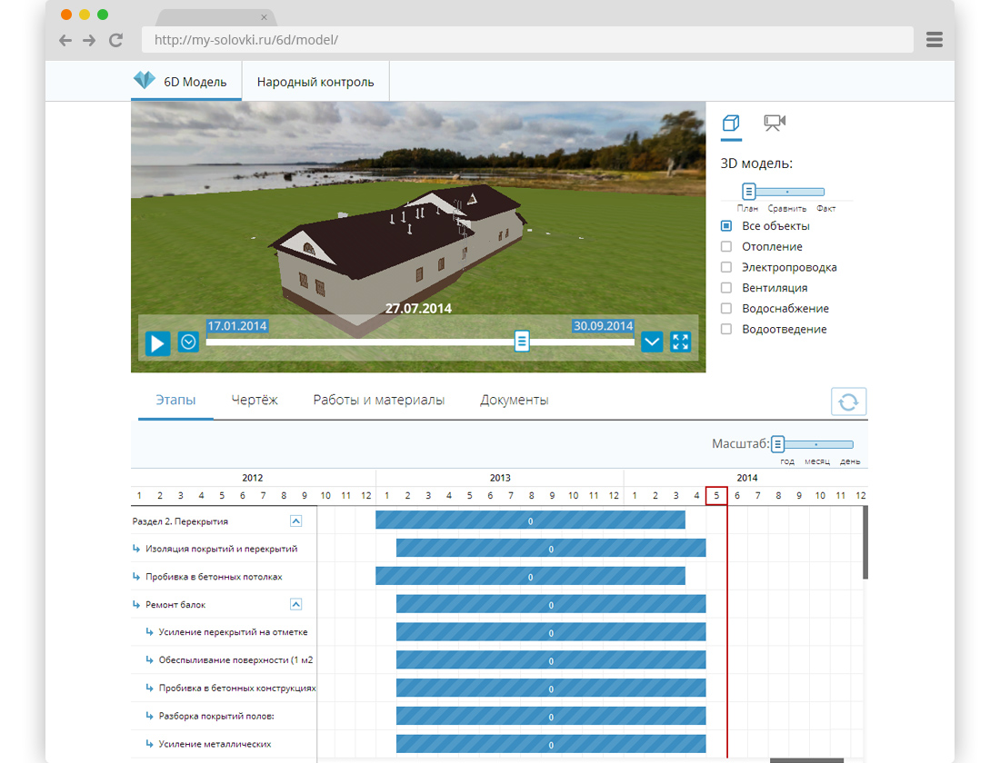 http://my-solovki.ru/6d/model/
6D Модель
Народный контроль
27.07.2014
17.01.2014
30.09.2014
3D модель:
План Сравнить Факт
Все объекты
Отопление
Электропроводка
Вентиляция
Водоснабжение
Водоотведение
Этапы
Чертёж
Работы и материалы
Документы
Масштаб:
год месяц день
2012 2013 2014
1 2 3 4 5 6 7 8 9 10 11 12 1 2 3 4 5 6 7 8 9 10 11 12 1 2 3 4 5 6 7 8 9 10 11 12
Раздел 2. Перекрытия 0
Изоляция покрытий и перекрытий 0
Пробивка в бетонных потолках 0
Ремонт балок 0
Усиление перекрытий на отметке 0
Обеспыливание поверхности (1 м2 0
Пробивка в бетонных конструкциях 0
Разборка покрытий полов: 0
Усиление металлических 0